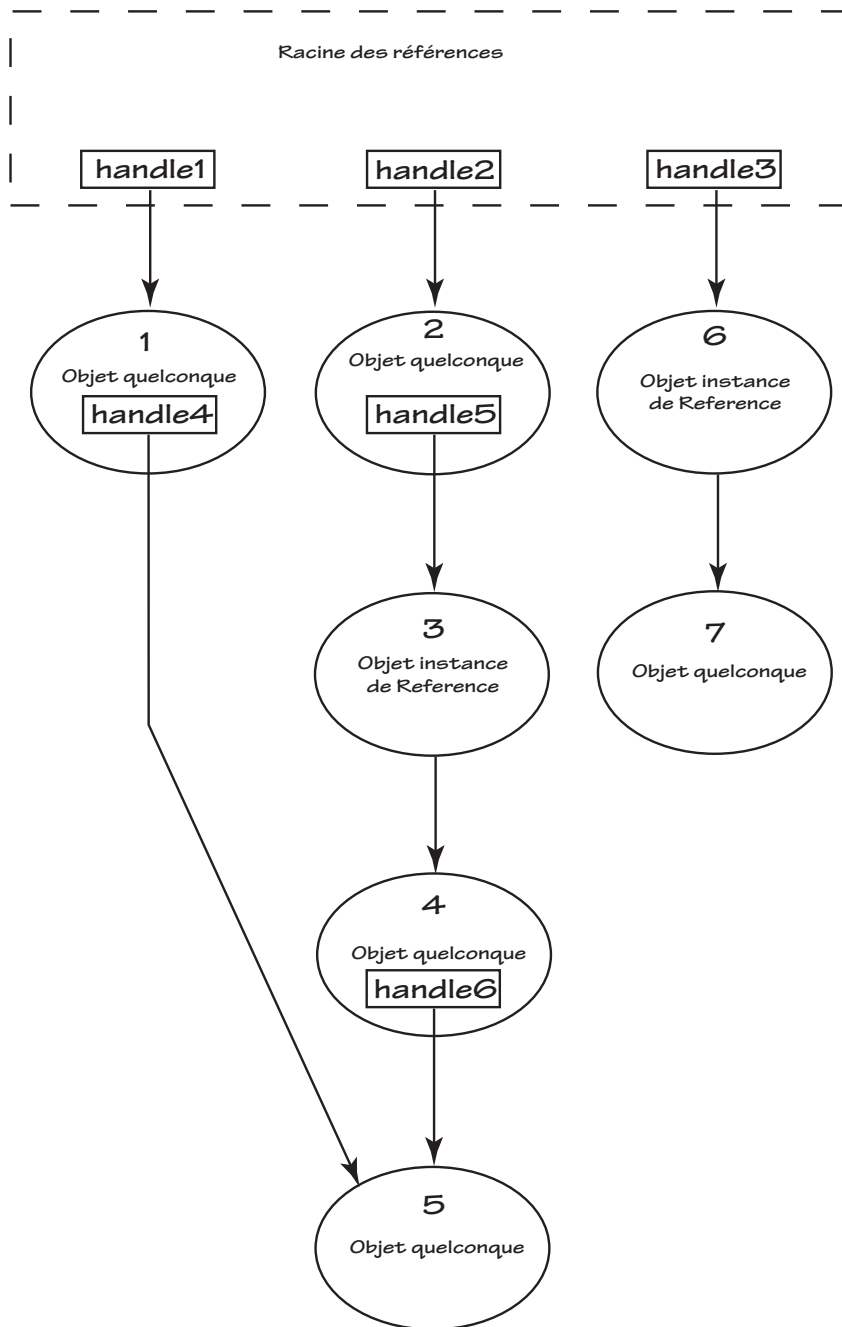 Racine des références
handle1
handle2
handle3
1
Objet quelconque
handle4
2
Objet quelconque
handle5
6
Objet instance
de Reference
3
Objet instance
de Reference
7
Objet quelconque
4
Objet quelconque
handle6
5
Objet quelconque